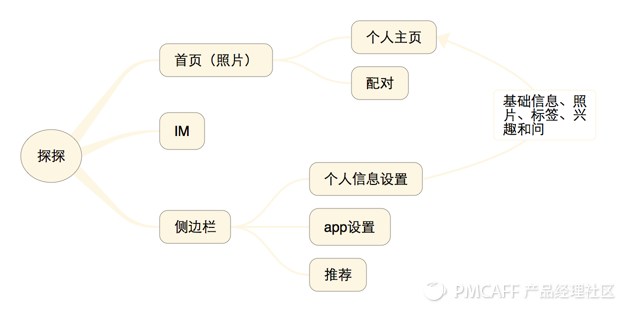 探探
首页（照片）
个人主页
配对
IM
侧边栏
个人信息设置
app设置
推荐
基础信息、照
片、标签、兴
趣和问
PMCAFF 产品经理社区